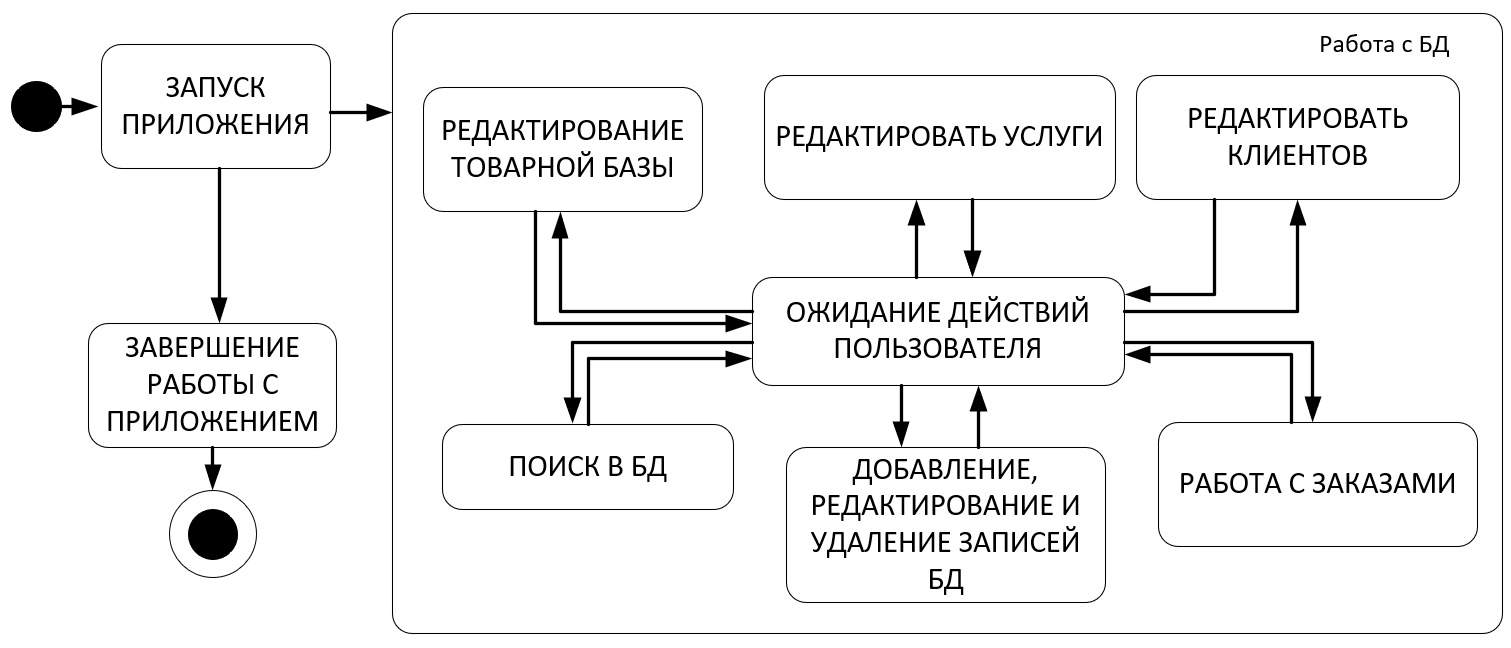 Работа с БД
ЗАПУСК
ПРИЛОЖЕНИЯ
РЕДАКТИРОВАНИЕ
ТОВАРНОЙ БАЗЫ
РЕДАКТИРОВАТЬ УСЛУГИ
РЕДАКТИРОВАТЬ
КЛИЕНТОВ
ОЖИДАНИЕ ДЕЙСТВИЙ
ПОЛЬЗОВАТЕЛЯ
ЗАВЕРШЕНИЕ
РАБОТЫ С
ПРИЛОЖЕНИЕМ
ПОИСК В БД
ДОБАВЛЕНИЕ,
РЕДАКТИРОВАНИЕ И
УДАЛЕНИЕ ЗАПИСЕЙ
БД
РАБОТА С ЗАКАЗАМИ